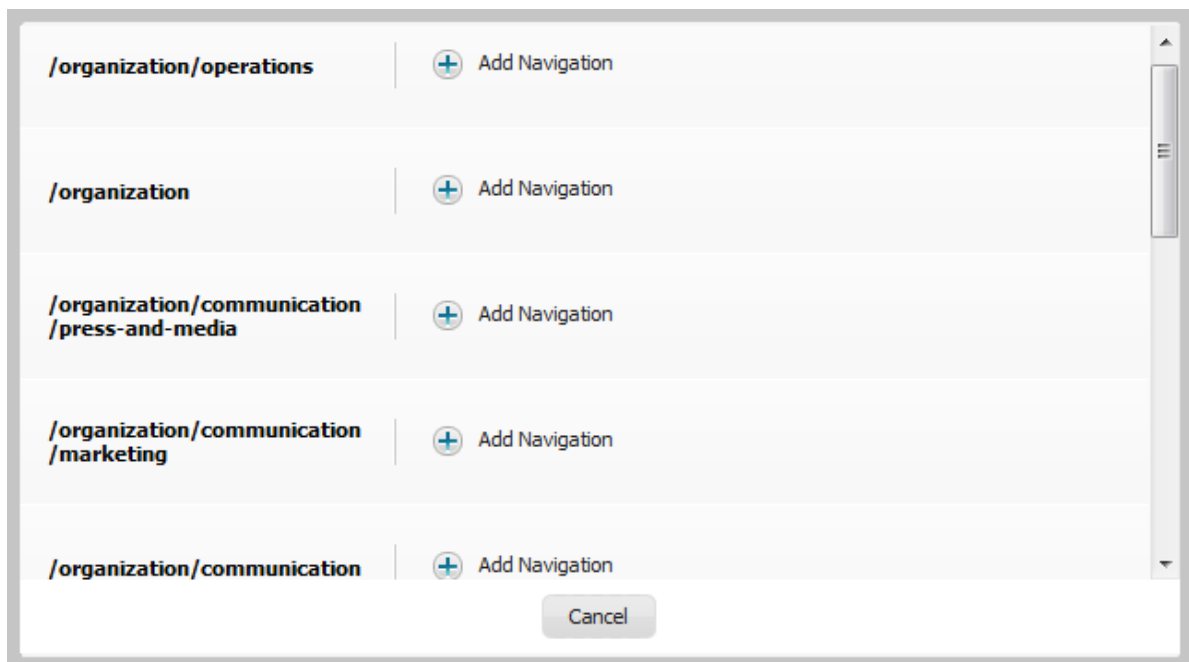 /organization/operations
Add Navigation
/organization
Add Navigation
/organization/communication
/press-and-media
Add Navigation
/organization/communication
/marketing
Add Navigation
/organization/communication
Add Navigation
Cancel